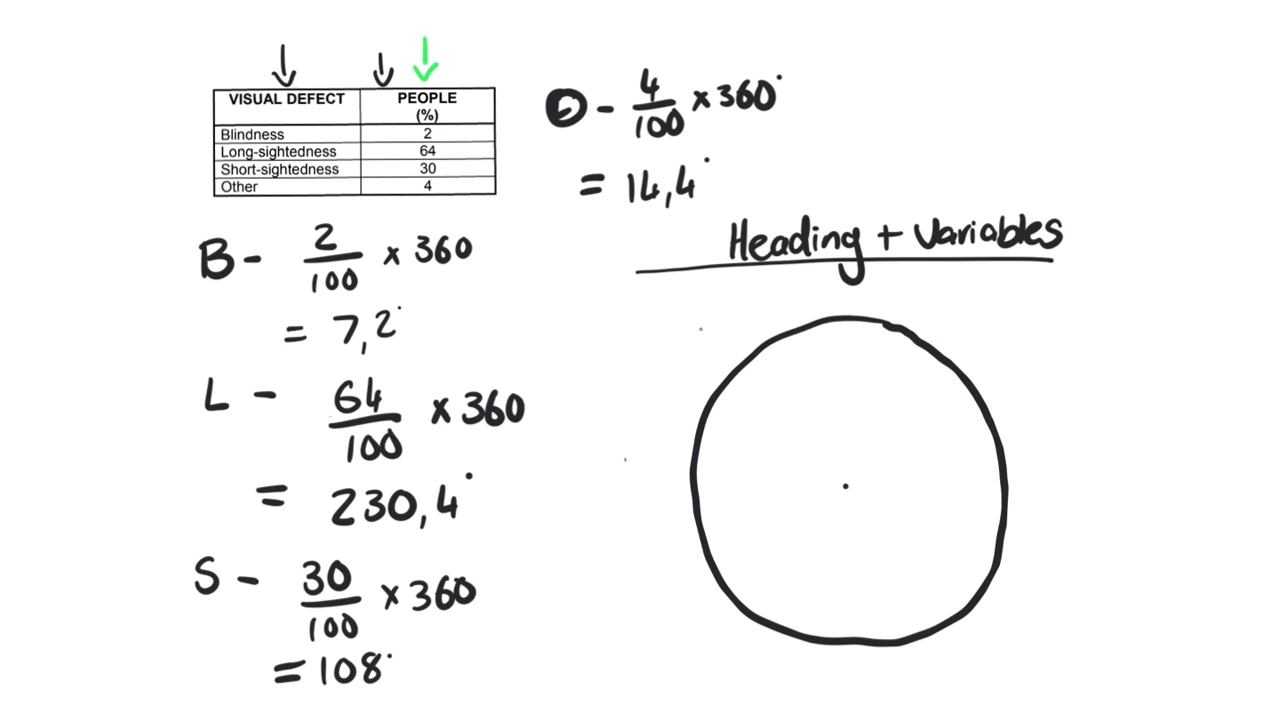 VISUAL DEFECT PEOPLE (%)
Blindness 2
Long-sightedness 64
Short-sightedness 30
Other 4
B - 2/100 x 360
= 7,2°
L - 64/100 x 360
= 230,4°
S - 30/100 x 360
= 108°
O - 4/100 x 360°
= 14,4°
Heading + Variables